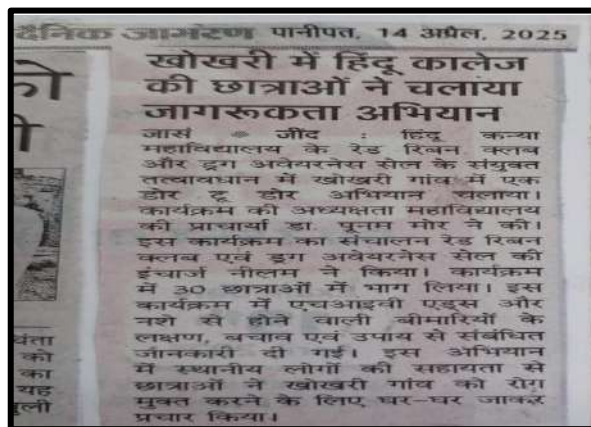 दैनिक जागरण पानीपत, 14 अप्रैल, 2025
खोखरी में हिंदू कालेज
की छात्राओं ने चलाया
जागरूकता अभियान
जासं • जींद : हिंदू कन्या
महाविद्यालय के रेड रिबन क्लब
और ड्रग अवेयरनेस सेल के संयुक्त
तत्वावधान में खोखरी गांव में एक
डोर टू डोर अभियान चलाया।
कार्यक्रम की अध्यक्षता महाविद्यालय
की प्राचार्या डा. पूनम मोर ने की।
इस कार्यक्रम का संचालन रेड रिबन
क्लब एवं ड्रग अवेयरनेस सेल की
इंचार्ज नीलम ने किया। कार्यक्रम
में 30 छात्राओं में भाग लिया। इस
कार्यक्रम में एचआइवी एड्स और
नशे से होने वाली बीमारियों के
लक्षण, बचाव एवं उपाय से संबंधित
जानकारी दी गई। इस अभियान
में स्थानीय लोगों की सहायता से
छात्राओं ने खोखरी गांव को रोग
मुक्त करने के लिए घर-घर जाकर
प्रचार किया।
की
का
यह